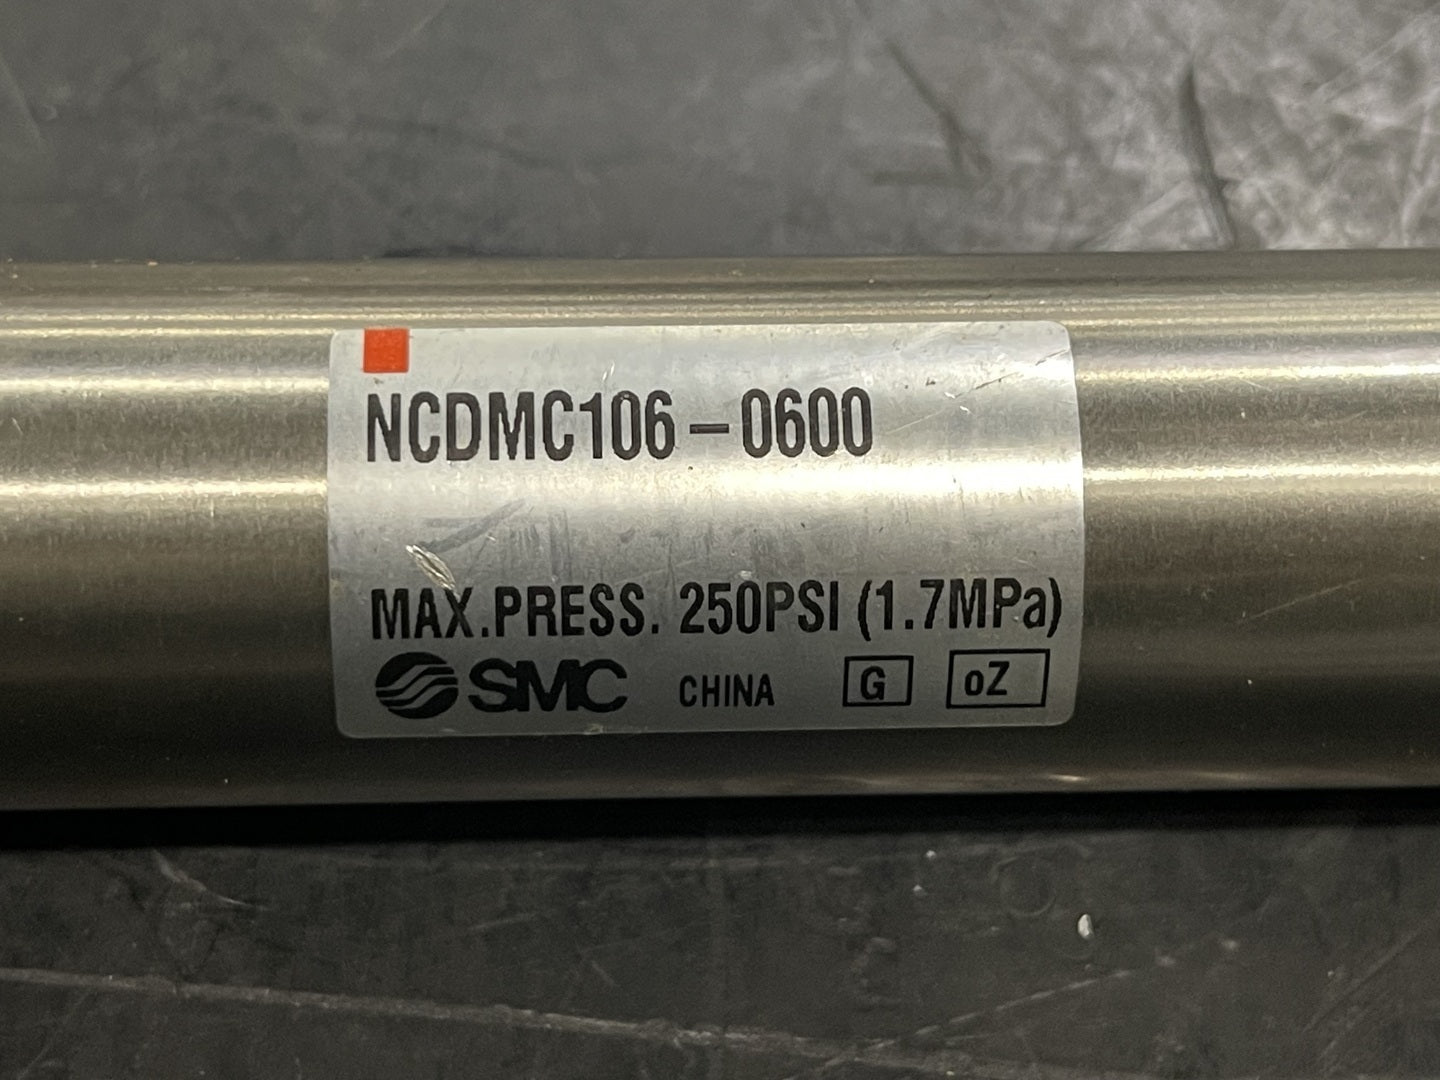 NCDMC106-0600
MAX.PRESS. 250PSI (1.7MPa)
SMC CHINA G oZ